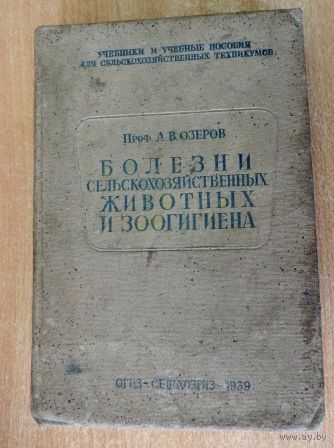 УЧЕБНИКИ И УЧЕБНЫЕ ПОСОБИЯ
ДЛЯ СЕЛЬСКОХОЗЯЙСТВЕННЫХ ТЕХНИКУМОВ
ПРОФ. А. В. ОЗЕРОВ
БОЛЕЗНИ
СЕЛЬСКОХОЗЯЙСТВЕННЫХ
ЖИВОТНЫХ
И ЗООГИГИЕНА
ОГИЗ-СЕЛЬХОЗГИЗ-1939
www.ay.by